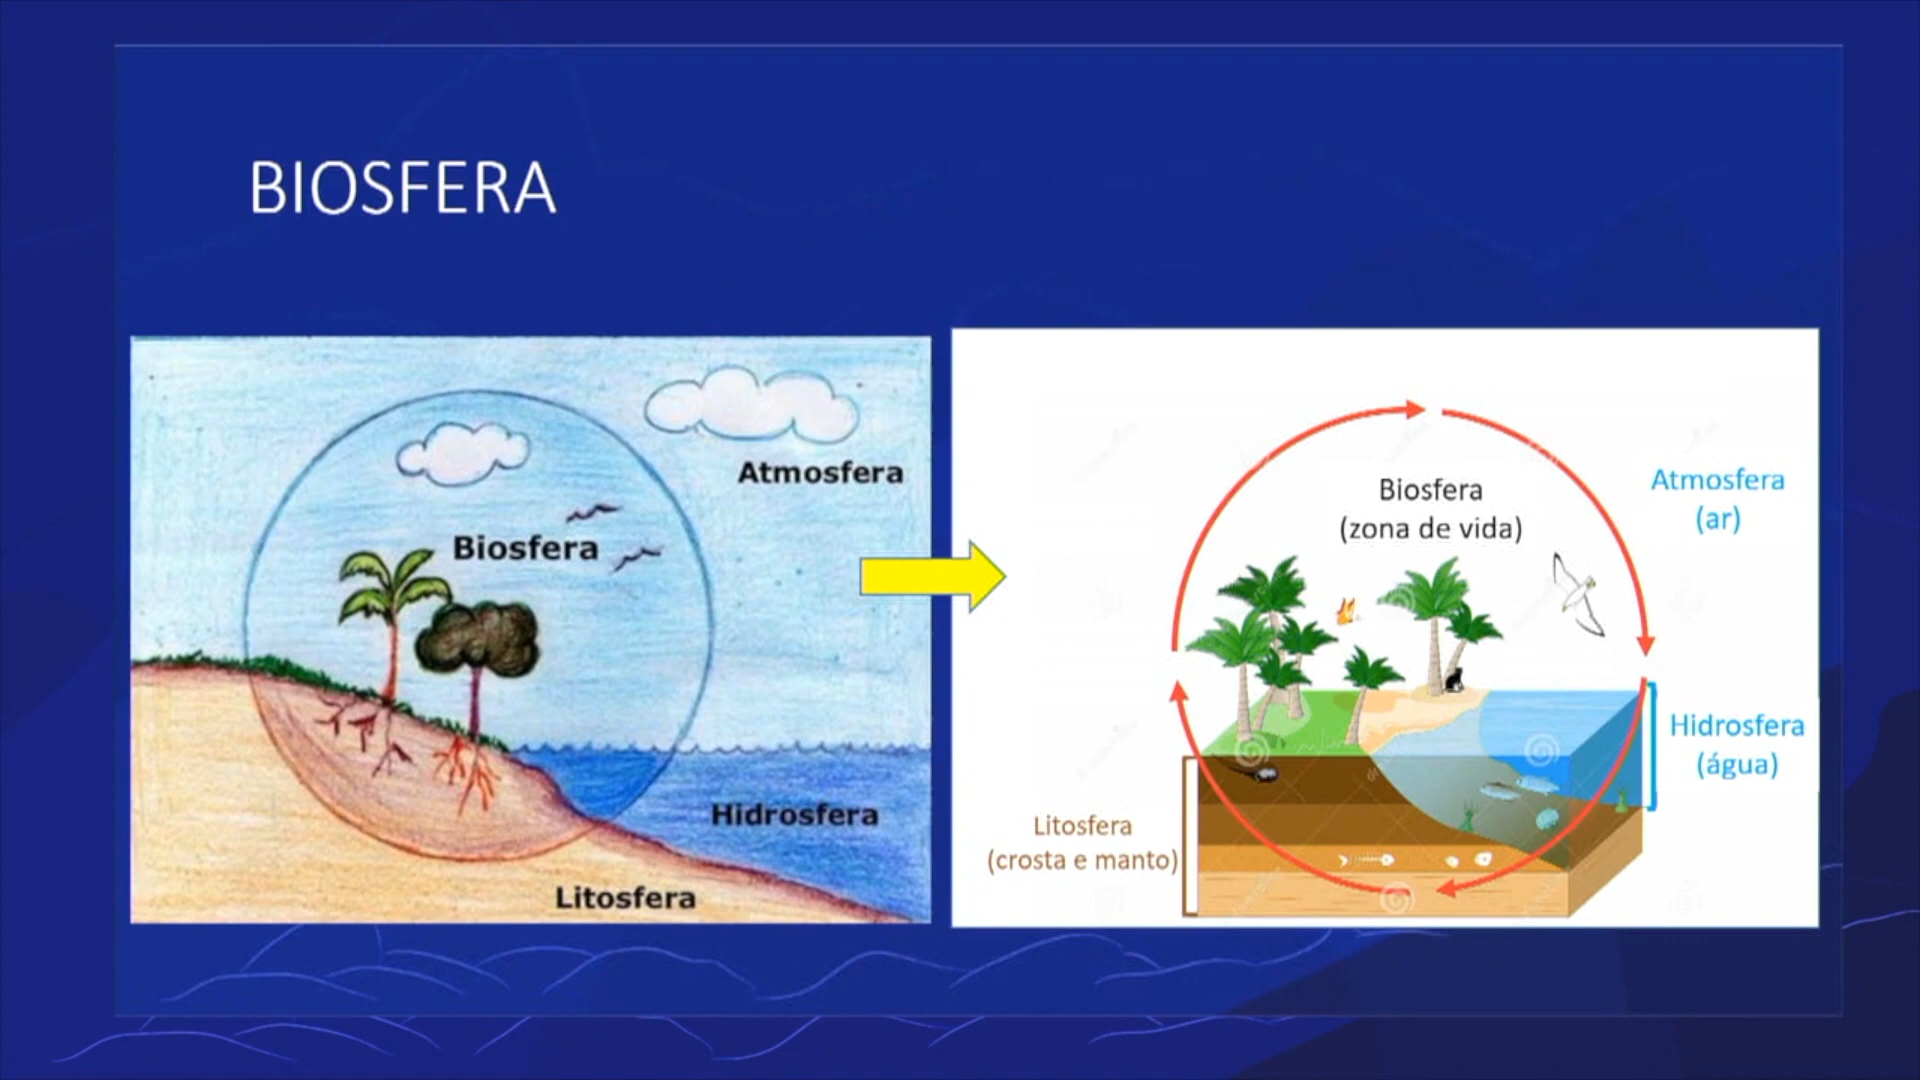 BIOSFERA
Atmosfera
Biosfera
Hidrosfera
Litosfera
Biosfera
(zona de vida)
Atmosfera
(ar)
Hidrosfera
(água)
Litosfera
(crosta e manto)